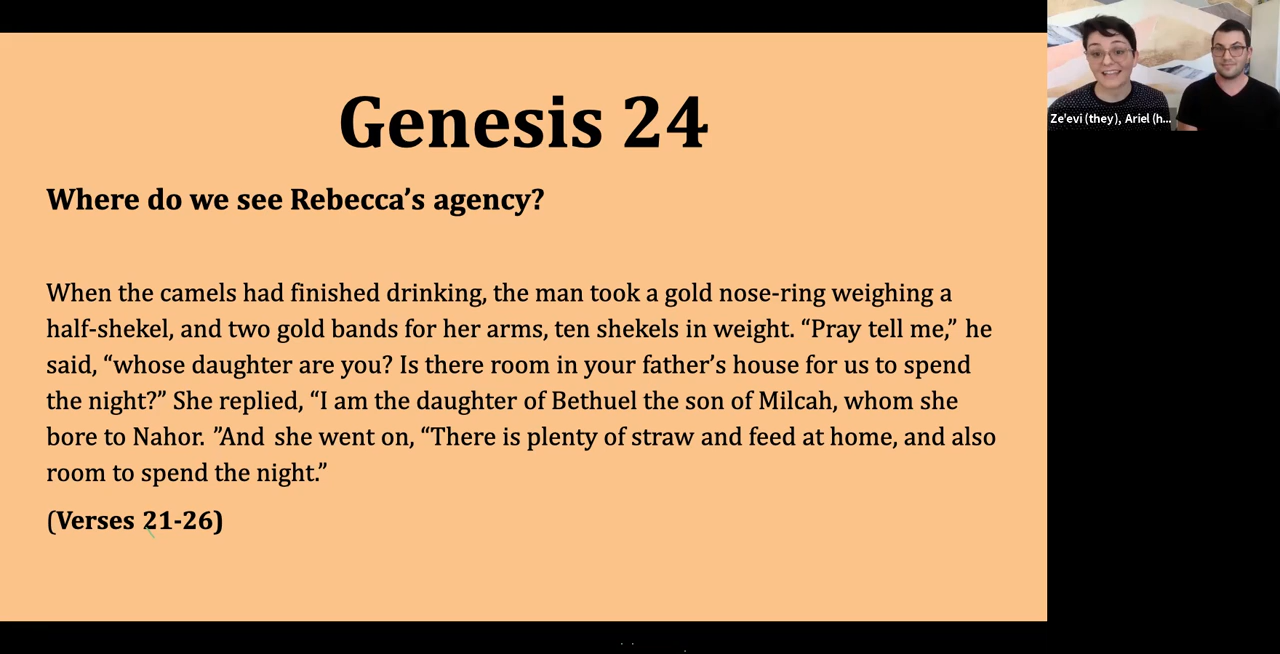 Genesis 24
Where do we see Rebecca’s agency?
When the camels had finished drinking, the man took a gold nose-ring weighing a
half-shekel, and two gold bands for her arms, ten shekels in weight. “Pray tell me,” he
said, “whose daughter are you? Is there room in your father’s house for us to spend
the night?” She replied, “I am the daughter of Bethuel the son of Milcah, whom she
bore to Nahor. ”And she went on, “There is plenty of straw and feed at home, and also
room to spend the night.”
(Verses 21-26)
Ze'evi (they), Ariel (h...